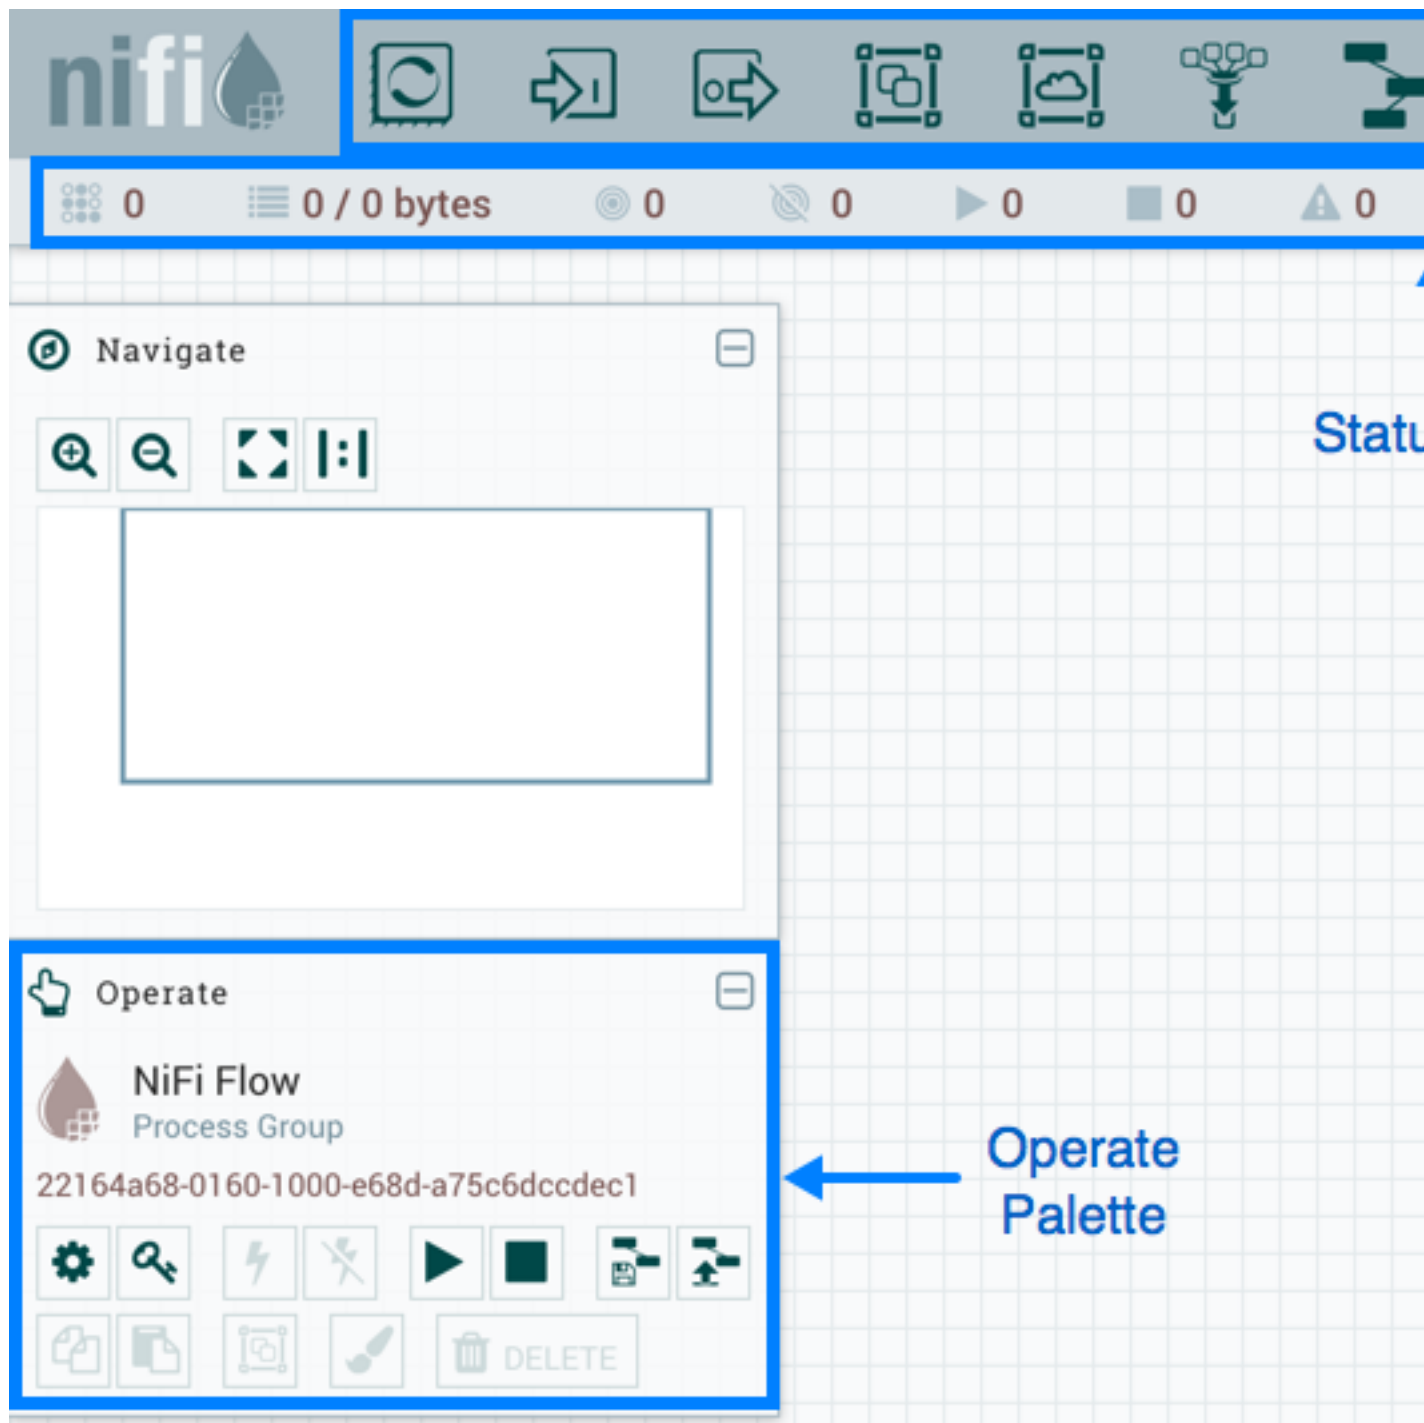 nifi
0 0 / 0 bytes 0 0 0 0 0
Navigate
Statu
Operate
NiFi Flow
Process Group
22164a68-0160-1000-e68d-a75c6dccdec1
Operate
Palette
DELETE